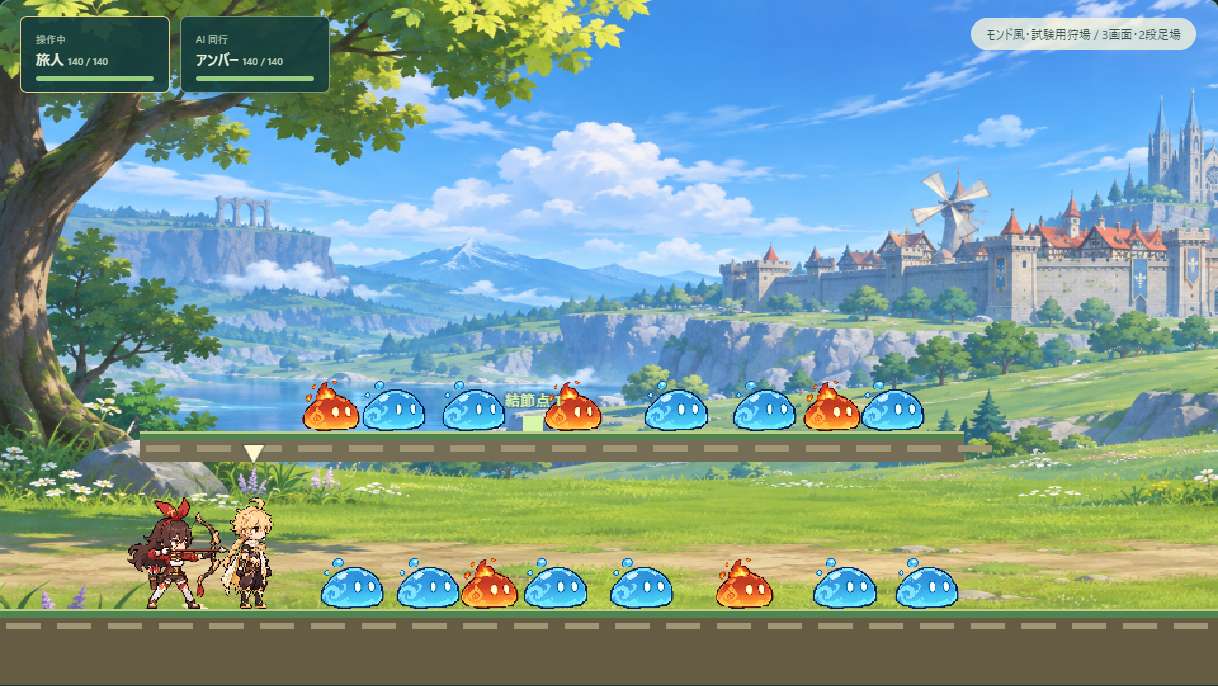 操作中
旅人 140 / 140
AI 同行
アンバー 140 / 140
モンド風・試験用狩場 / 3画面・2段足場
結節点 1